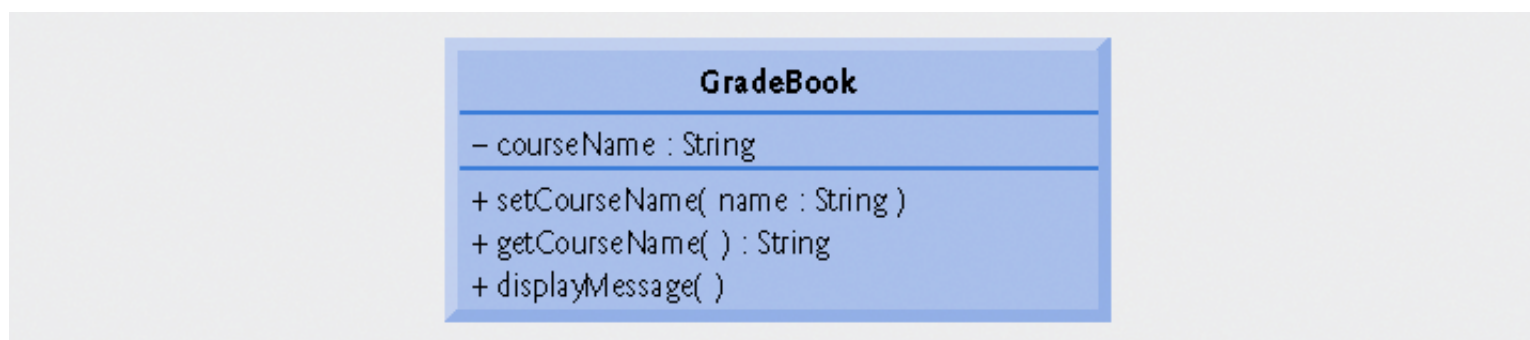 GradeBook
– courseName : String
+ setCourseName( name : String )
+ getCourseName( ) : String
+ displayMessage( )